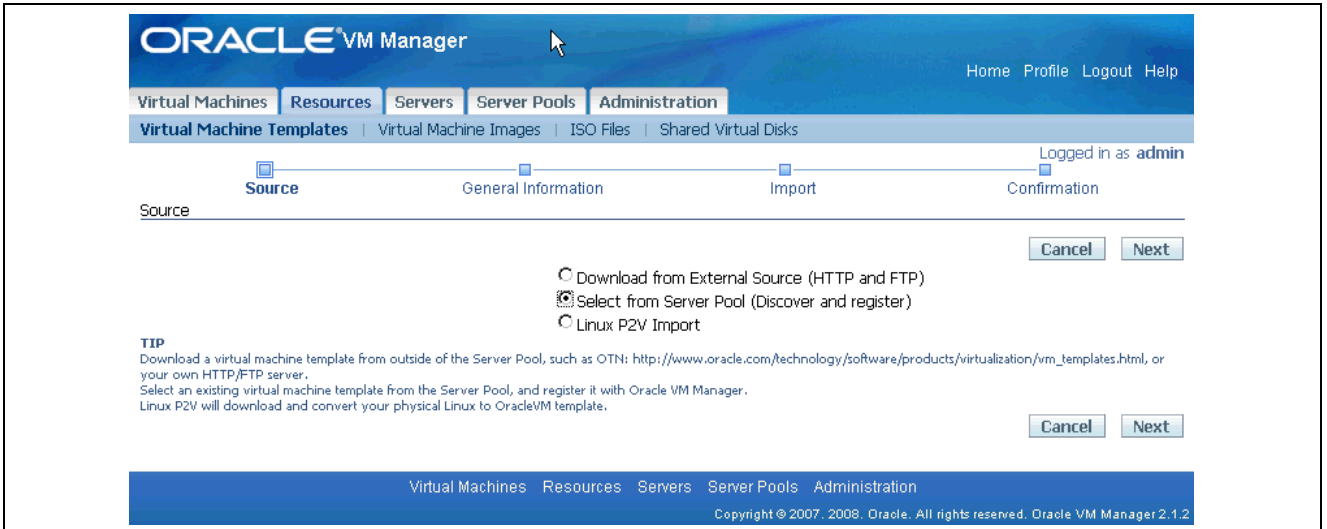 ORACLE VM Manager
Home Profile Logout Help
Virtual Machines Resources Servers Server Pools Administration
Virtual Machine Templates | Virtual Machine Images | ISO Files | Shared Virtual Disks
Logged in as admin
Source General Information Import Confirmation
Source
Cancel Next
Download from External Source (HTTP and FTP)
Select from Server Pool (Discover and register)
Linux P2V Import
TIP
Download a virtual machine template from outside of the Server Pool, such as OTN: http://www.oracle.com/technology/software/products/virtualization/vm_templates.html, or
your own HTTP/FTP server.
Select an existing virtual machine template from the Server Pool, and register it with Oracle VM Manager.
Linux P2V will download and convert your physical Linux to OracleVM template.
Cancel Next
Virtual Machines Resources Servers Server Pools Administration
Copyright © 2007. 2008. Oracle. All rights reserved. Oracle VM Manager 2.1.2